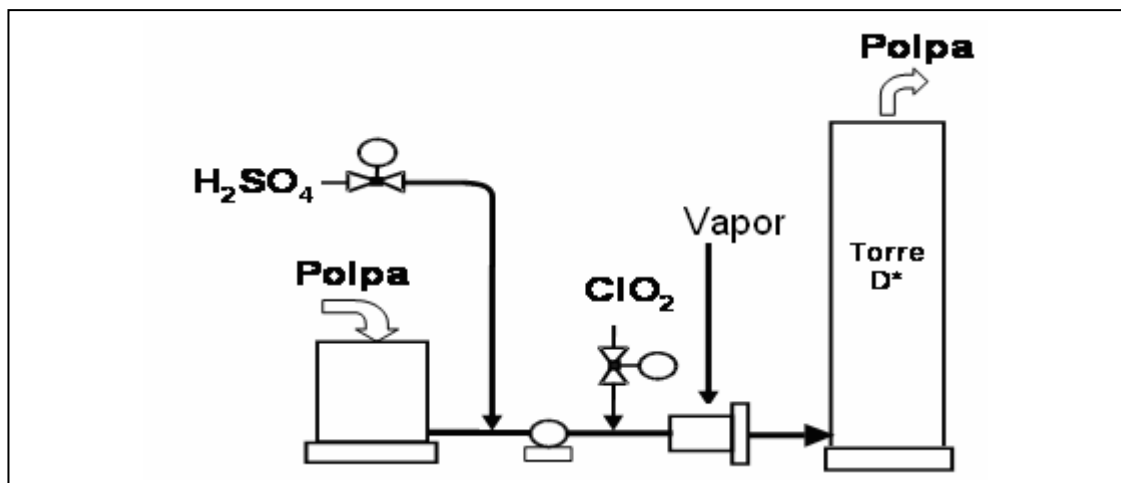 Polpa
H₂SO₄
Vapor
Polpa
ClO₂
Torre
D*